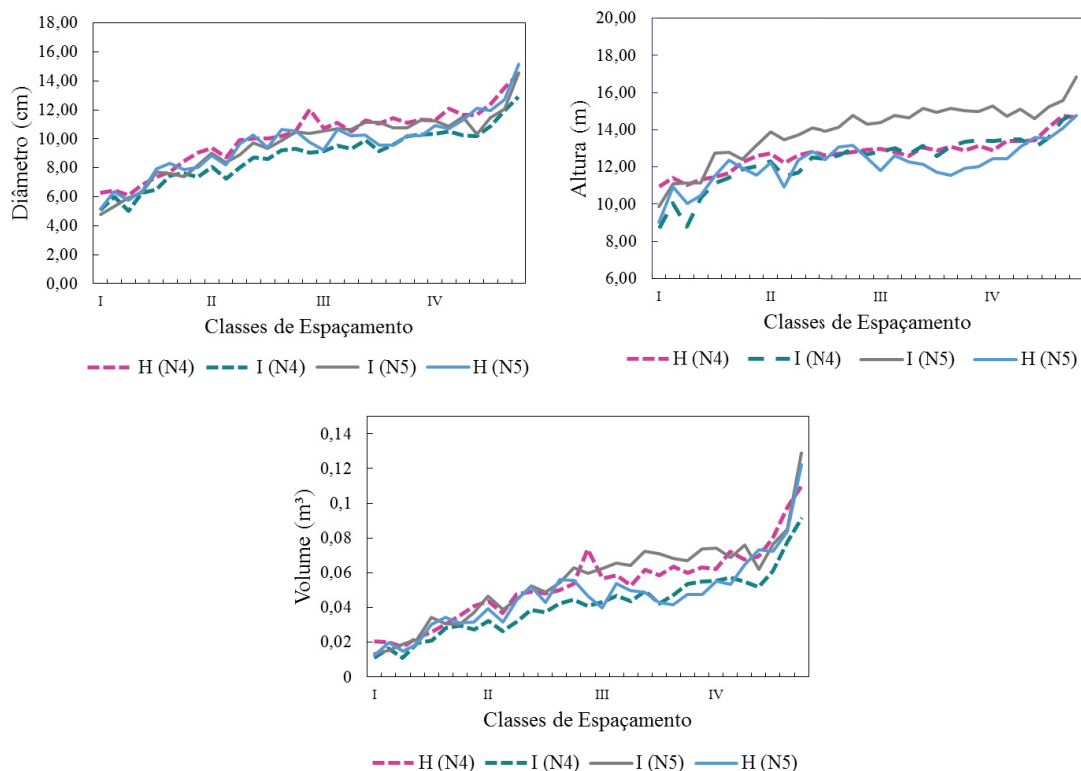 18,00
16,00
14,00
12,00
10,00
8,00
6,00
4,00
2,00
0,00
Diâmetro (cm)
I II III IV
Classes de Espaçamento
H (N4) I (N4) I (N5) H (N5)
20,00
18,00
16,00
14,00
12,00
10,00
8,00
6,00
Altura (m)
I II III IV
Classes de Espaçamento
H (N4) I (N4) I (N5) H (N5)
0,14
0,12
0,1
0,08
0,06
0,04
0,02
0
Volume (m³)
I II III IV
Classes de Espaçamento
H (N4) I (N4) I (N5) H (N5)